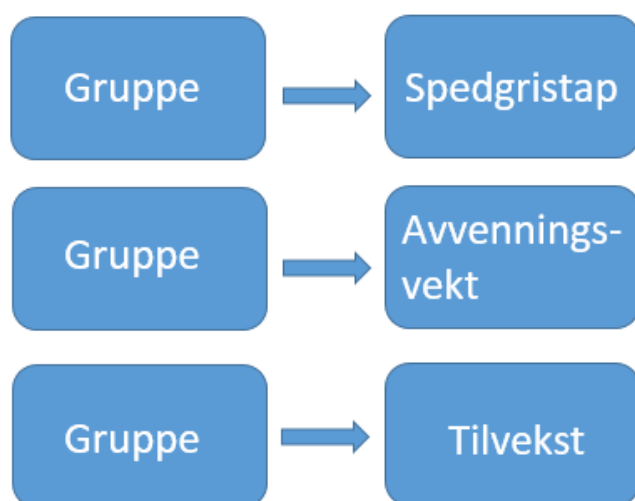 Gruppe
Spedgristap
Gruppe
Avvennings-
vekt
Gruppe
Tilvekst